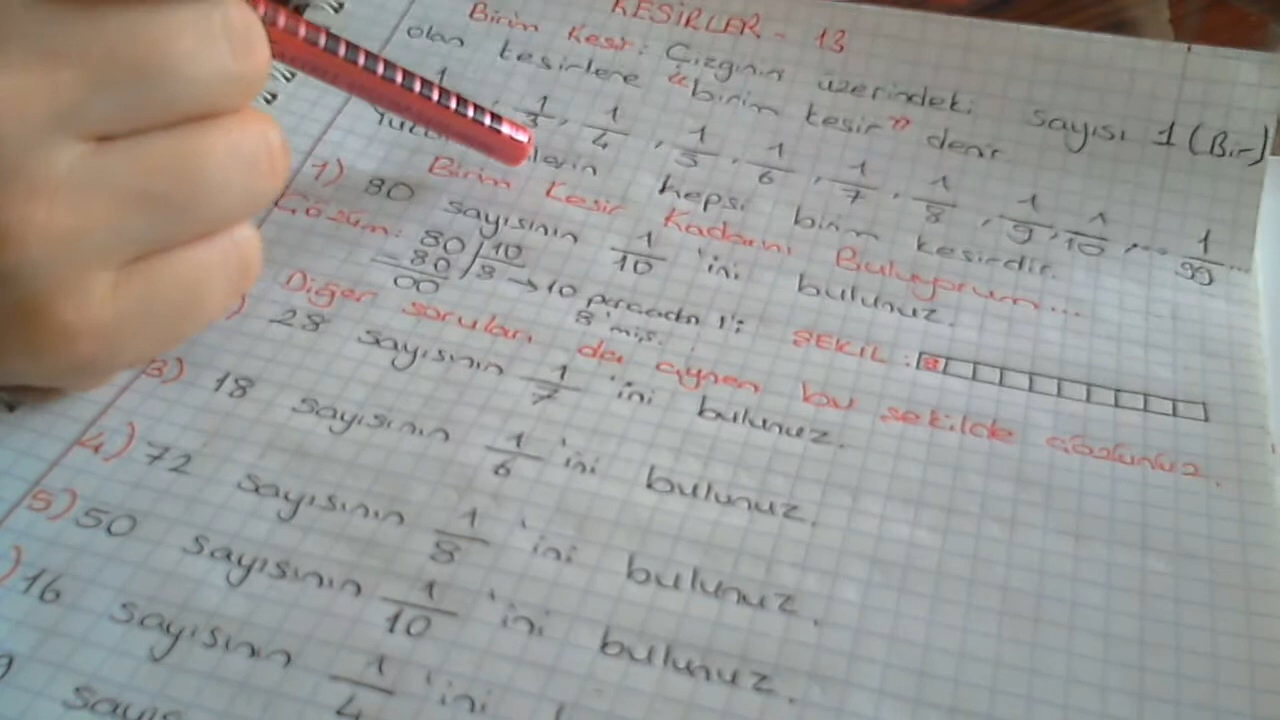 KESİRLER - 13
Birim Kesir: Çizginin üzerindeki sayısı 1 (Bir)
olan kesirlere "birim kesir" denir
1 , 1/3, 1/4, 1/5, 1/6, 1/7, 1/8, 1/9, 1/10, ... 1/99 ...
lerin hepsi birim kesirdir.
Birim Kesir Kadarını Buluyorum...
1) 80 sayısının 1/10 'ini bulunuz.
Çözüm: 80 / 10
- 80 / 8 → 10 parçadan 1'i ŞEKİL: 8
00 8'miş.
Diğer soruları da aynen bu şekilde çözünüz.
) 28 sayısının 1/7 'ini bulunuz.
3) 18 sayısının 1/6 'ini bulunuz.
4) 72 sayısının 1/8 'ini bulunuz.
5) 50 sayısının 1/10 'ini bulunuz.
) 16 sayısının 1/4 'ini